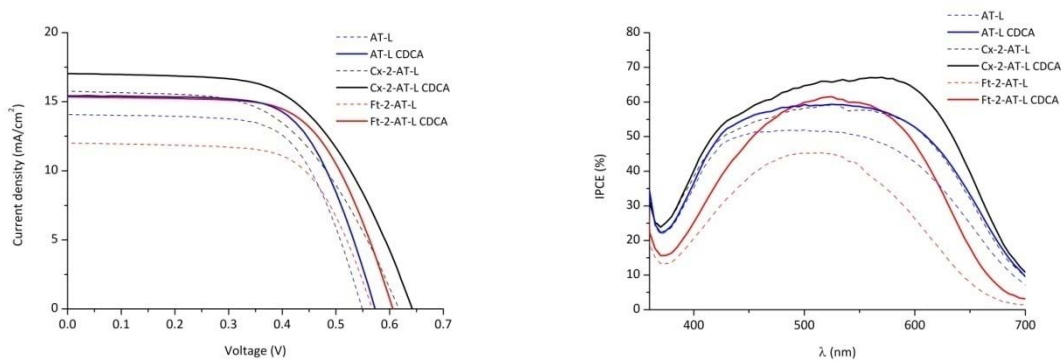 20
15
10
5
0
0.0 0.1 0.2 0.3 0.4 0.5 0.6 0.7
Current density (mA/cm2)
Voltage (V)
AT-L
AT-L CDCA
Cx-2-AT-L
Cx-2-AT-L CDCA
Ft-2-AT-L
Ft-2-AT-L CDCA
80
70
60
50
40
30
20
10
0
400 500 600 700
IPCE (%)
λ (nm)
AT-L
AT-L CDCA
Cx-2-AT-L
Cx-2-AT-L CDCA
Ft-2-AT-L
Ft-2-AT-L CDCA